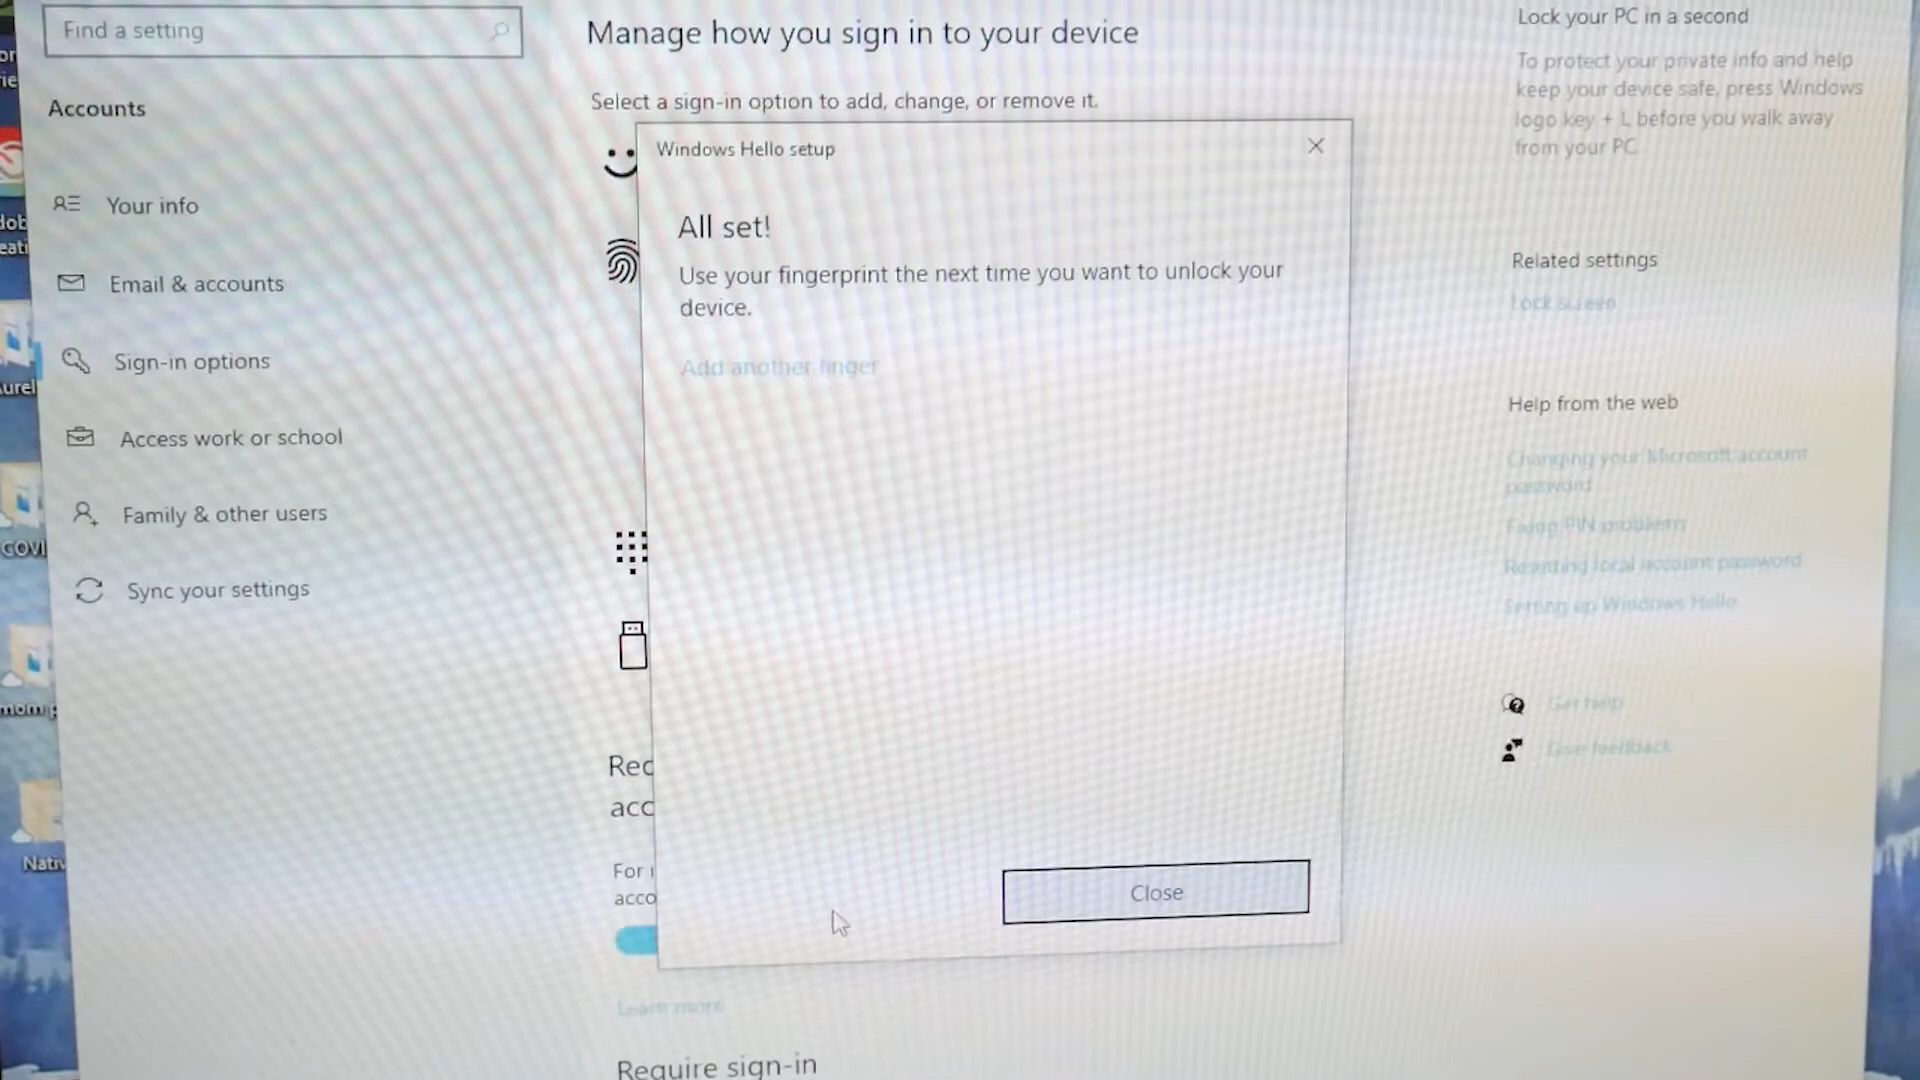 Find a setting
Accounts
Your info
Email & accounts
Sign-in options
Access work or school
Family & other users
Sync your settings
Manage how you sign in to your device
Select a sign-in option to add, change, or remove it.
Windows Hello setup
All set!
Use your fingerprint the next time you want to unlock your
device.
Add another finger
Close
Rec
acc
For
acco
Learn more
Require sign-in
Lock your PC in a second
To protect your private info and help
keep your device safe, press Windows
logo key + L before you walk away
from your PC.
Related settings
Lock screen
Help from the web
Changing your Microsoft account
password
Fixing PIN problems
Resetting local account password
Setting up Windows Hello
Get help
Give feedback
COVI
mom p
Nativ